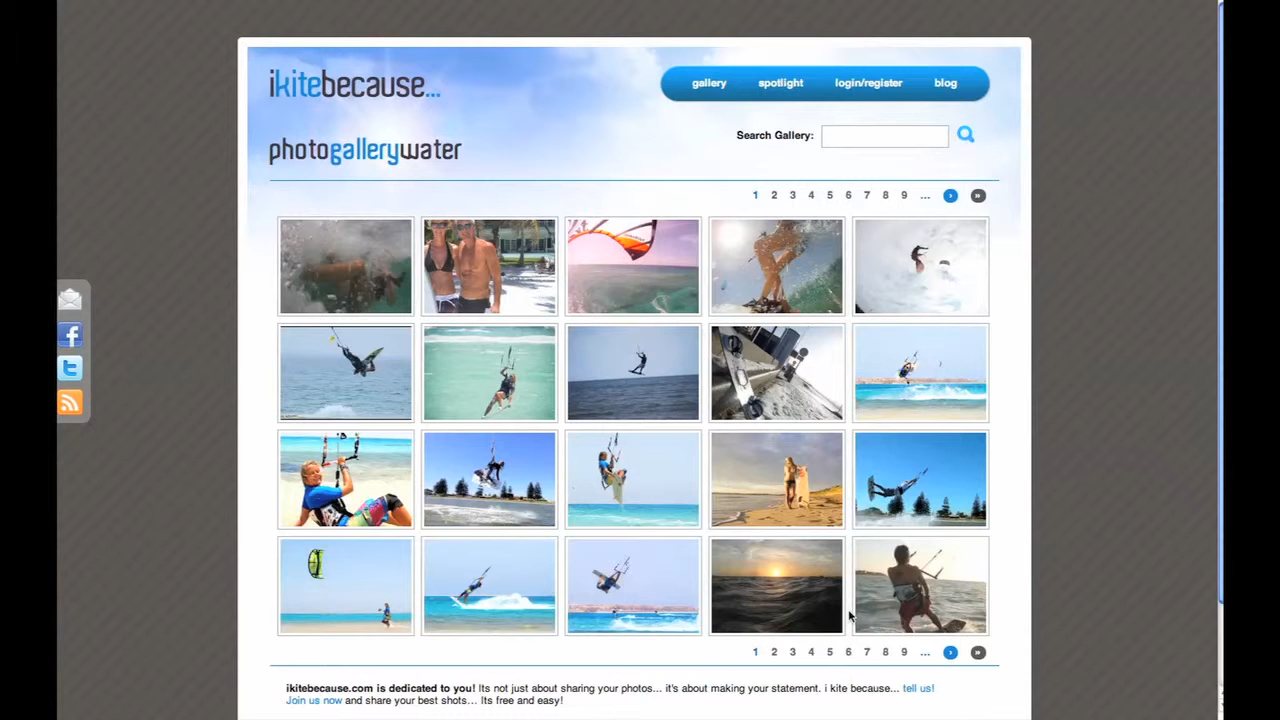 ikitebecause...
gallery spotlight login/register blog
Search Gallery:
photogallerywater
1 2 3 4 5 6 7 8 9 ... › »
1 2 3 4 5 6 7 8 9 ... › »
ikitebecause.com is dedicated to you! Its not just about sharing your photos... it's about making your statement. i kite because... tell us!
Join us now and share your best shots... Its free and easy!